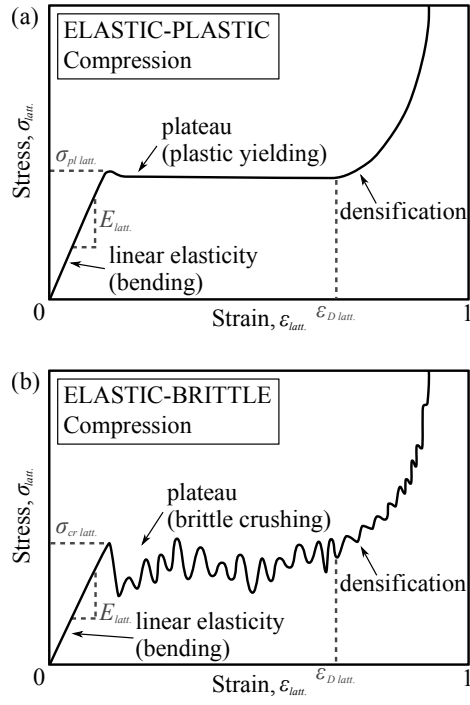 (a)
ELASTIC-PLASTIC
Compression
Stress, σlatt.
σpl latt.
plateau
(plastic yielding)
densification
Elatt.
linear elasticity
(bending)
0
Strain, εlatt.
εD latt.
1
(b)
ELASTIC-BRITTLE
Compression
Stress, σlatt.
σcr latt.
plateau
(brittle crushing)
densification
Elatt.
linear elasticity
(bending)
0
Strain, εlatt.
εD latt.
1